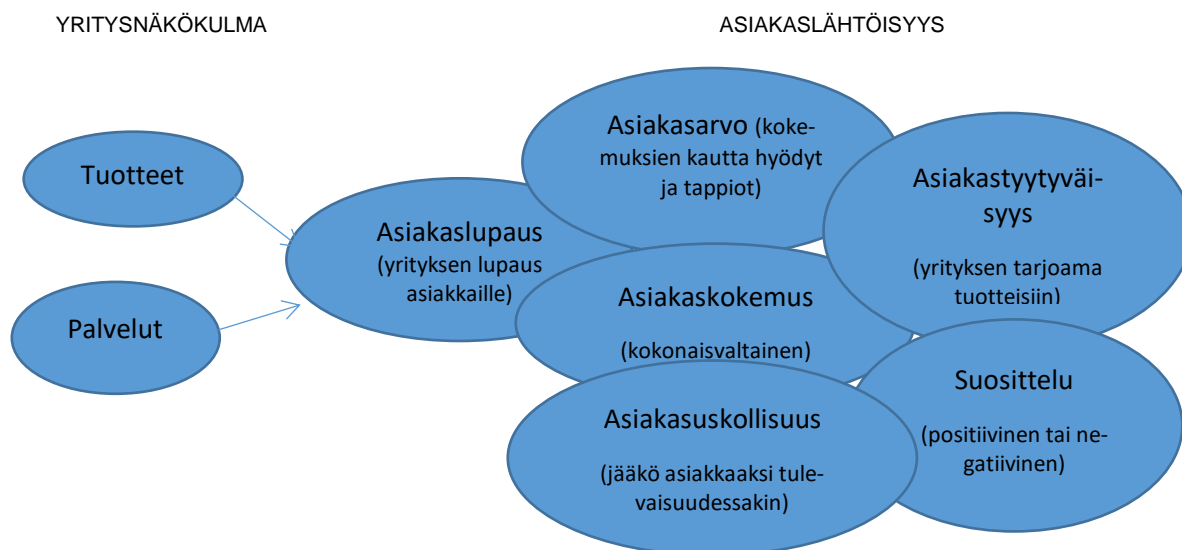 YRITYSNÄKÖKULMA
ASIAKASLÄHTÖISYYS
Tuotteet
Palvelut
Asiakaslupaus
(yrityksen lupaus
asiakkaille)
Asiakasarvo (koke-
muksien kautta hyödyt
ja tappiot)
Asiakaskokemus
(kokonaisvaltainen)
Asiakasuskollisuus
(jääkö asiakkaaksi tule-
vaisuudessakin)
Asiakastyytyväi-
syys
(yrityksen tarjoama
tuotteisiin)
Suosittelu
(positiivinen tai ne-
gatiivinen)